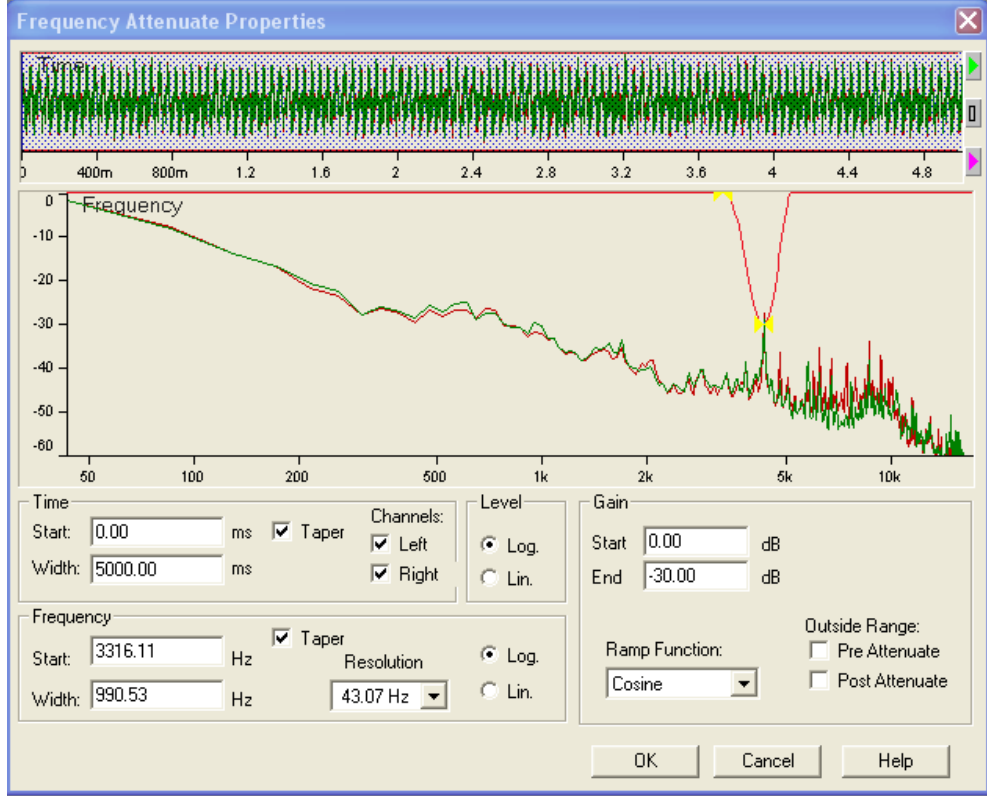 Frequency Attenuate Properties
Time
0 400m 800m 1.2 1.6 2 2.4 2.8 3.2 3.6 4 4.4 4.8
Frequency
0
-10
-20
-30
-40
-50
-60
50 100 200 500 1k 2k 5k 10k
Time
Start: 0.00 ms
Width: 5000.00 ms
Taper
Channels:
Left
Right
Level
Log.
Lin.
Gain
Start 0.00 dB
End -30.00 dB
Ramp Function:
Cosine
Outside Range:
Pre Attenuate
Post Attenuate
Frequency
Start: 3316.11 Hz
Width: 990.53 Hz
Taper
Resolution
43.07 Hz
Log.
Lin.
OK Cancel Help